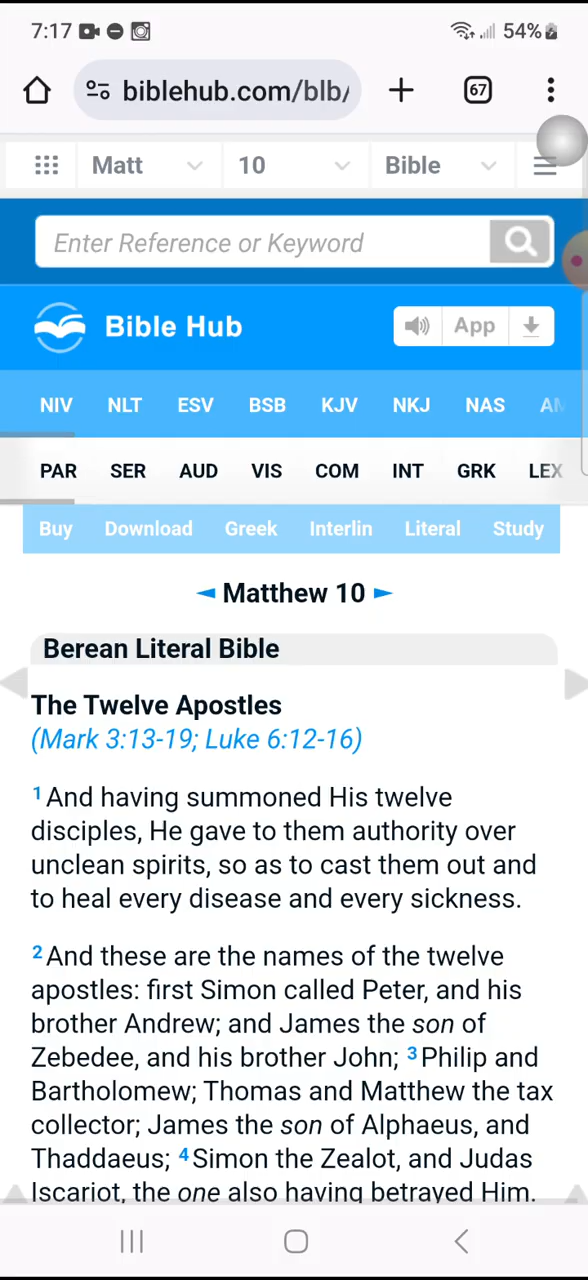 7:17 54%
biblehub.com/blb/ 67
Matt 10 Bible
Enter Reference or Keyword
Bible Hub App
NIV NLT ESV BSB KJV NKJ NAS AM
PAR SER AUD VIS COM INT GRK LEX
Buy Download Greek Interlin Literal Study
◄ Matthew 10 ►
Berean Literal Bible
The Twelve Apostles
(Mark 3:13-19; Luke 6:12-16)
1 And having summoned His twelve
disciples, He gave to them authority over
unclean spirits, so as to cast them out and
to heal every disease and every sickness.
2 And these are the names of the twelve
apostles: first Simon called Peter, and his
brother Andrew; and James the son of
Zebedee, and his brother John; 3 Philip and
Bartholomew; Thomas and Matthew the tax
collector; James the son of Alphaeus, and
Thaddaeus; 4 Simon the Zealot, and Judas
Iscariot, the one also having betrayed Him.